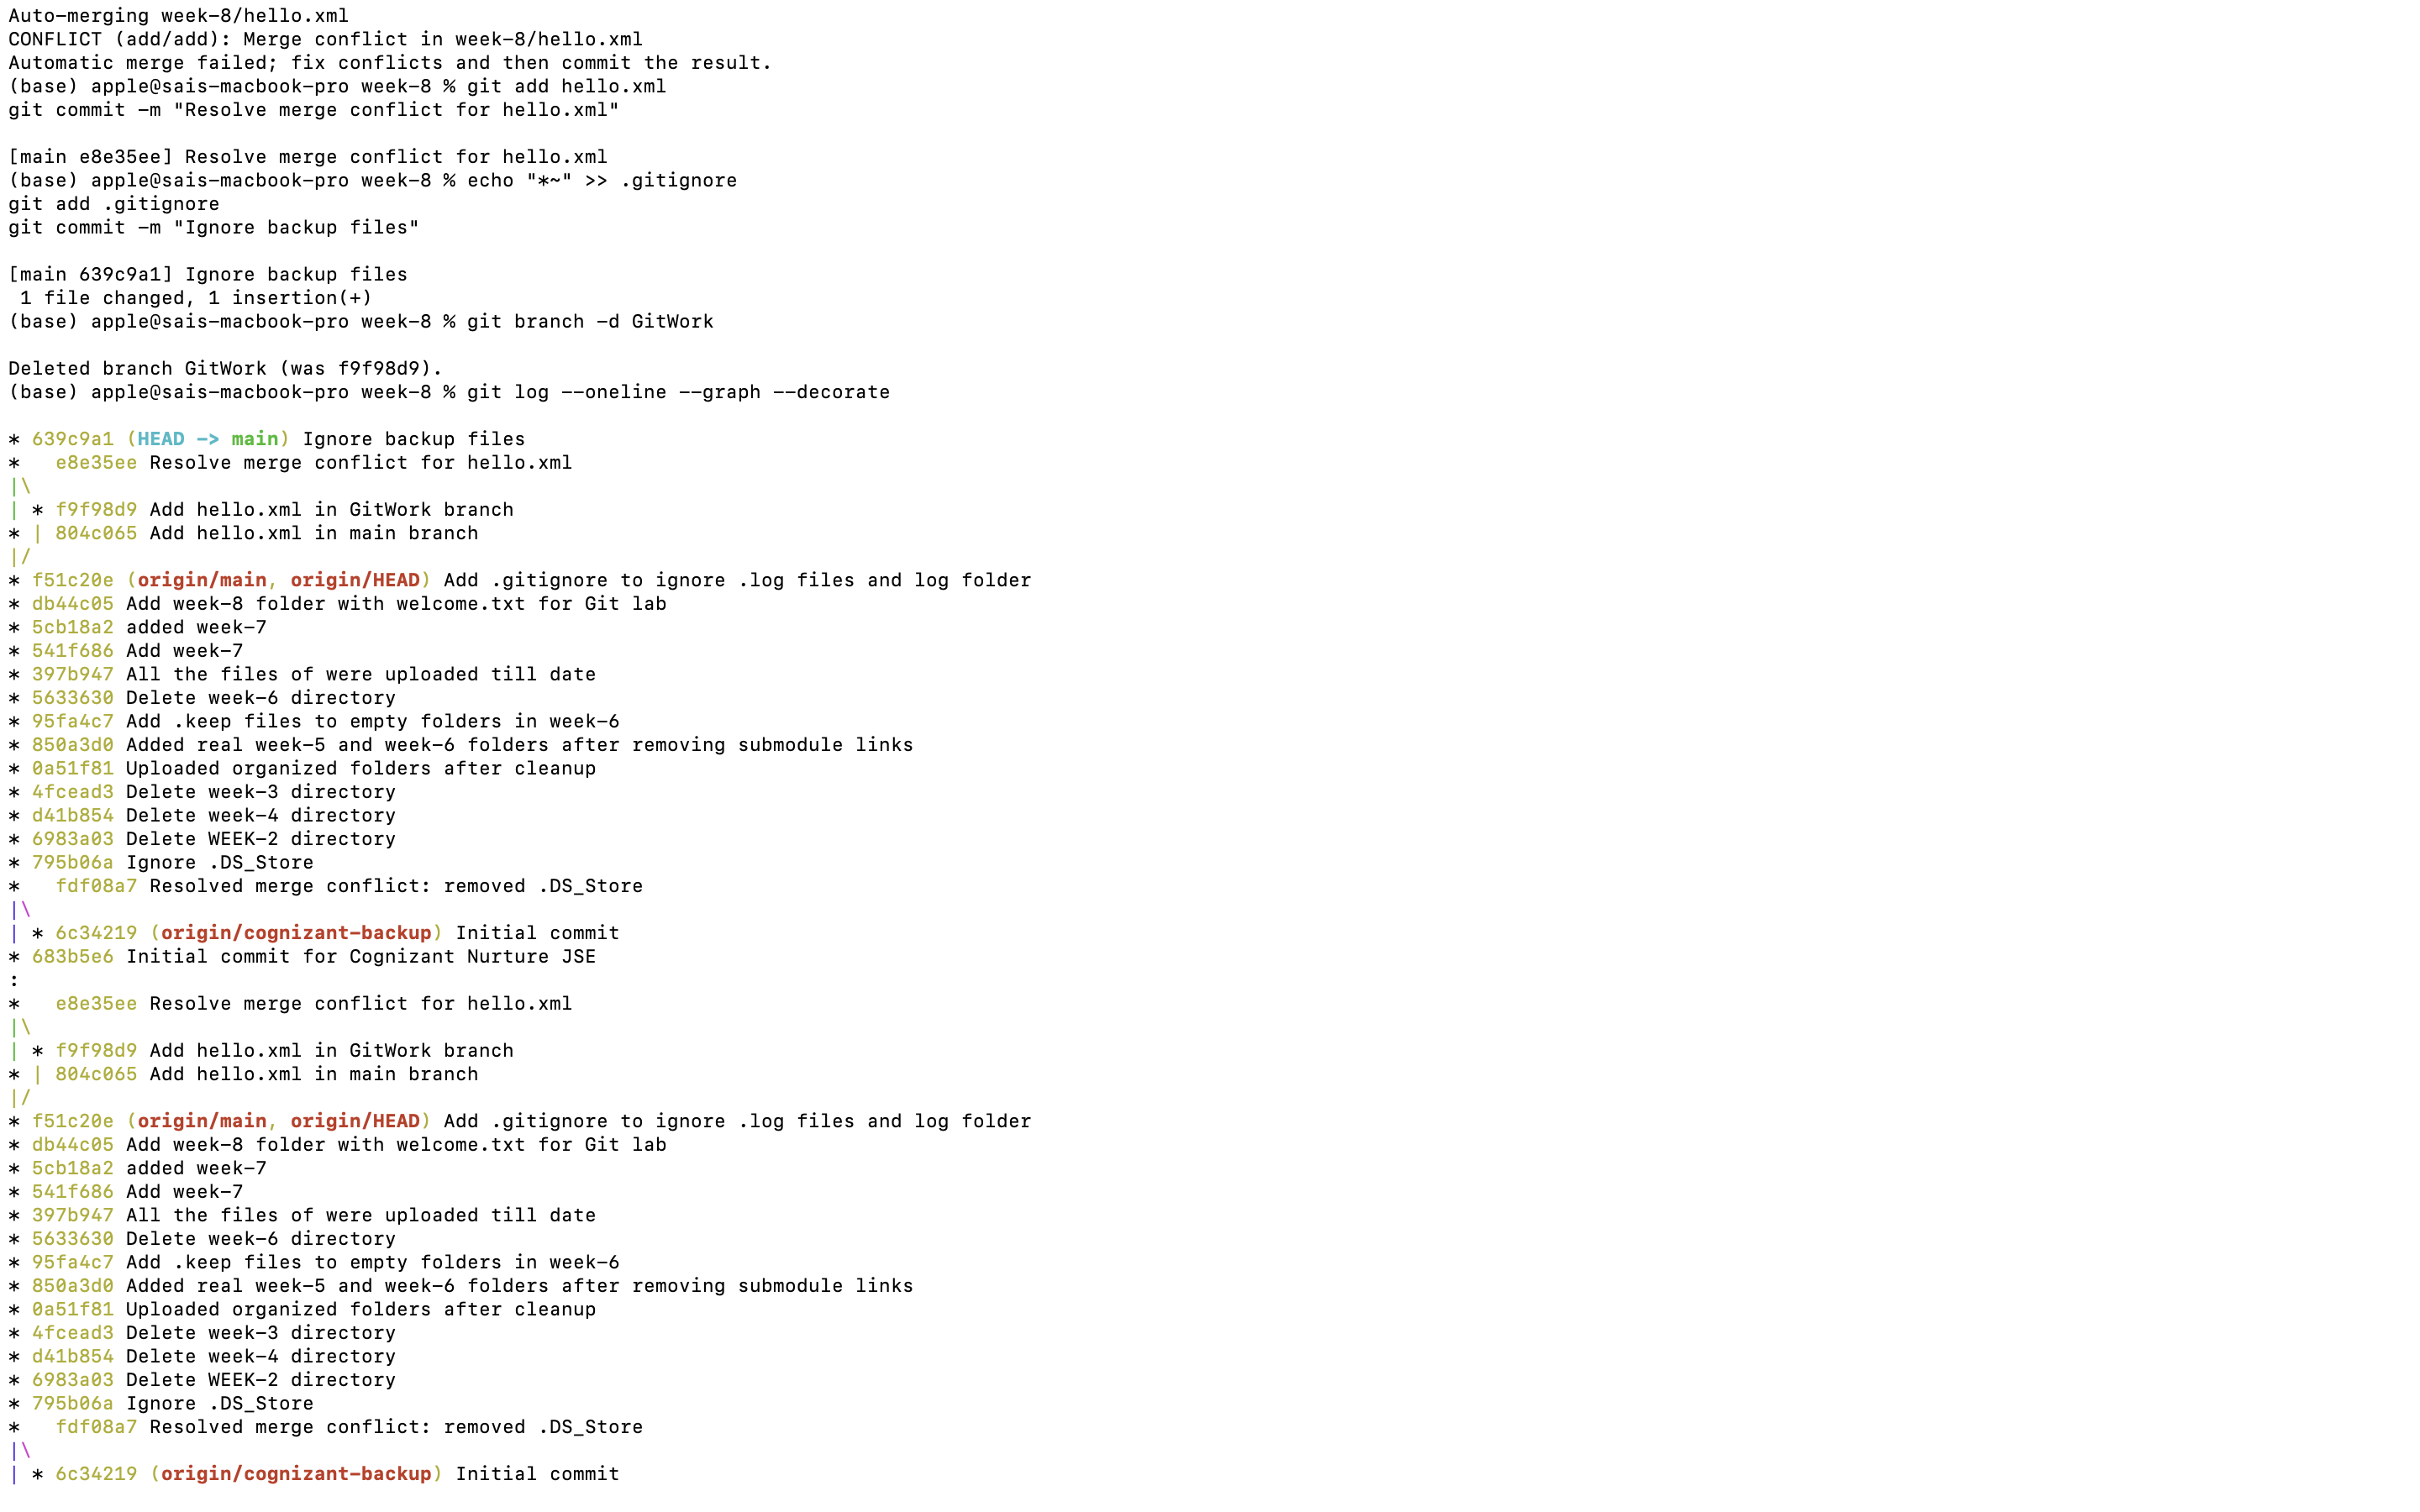 Auto-merging week-8/hello.xml
CONFLICT (add/add): Merge conflict in week-8/hello.xml
Automatic merge failed; fix conflicts and then commit the result.
(base) apple@sais-macbook-pro week-8 % git add hello.xml
git commit -m "Resolve merge conflict for hello.xml"

[main e8e35ee] Resolve merge conflict for hello.xml
(base) apple@sais-macbook-pro week-8 % echo "*~" >> .gitignore
git add .gitignore
git commit -m "Ignore backup files"

[main 639c9a1] Ignore backup files
 1 file changed, 1 insertion(+)
(base) apple@sais-macbook-pro week-8 % git branch -d GitWork

Deleted branch GitWork (was f9f98d9).
(base) apple@sais-macbook-pro week-8 % git log --oneline --graph --decorate

* 639c9a1 (HEAD -> main) Ignore backup files
*   e8e35ee Resolve merge conflict for hello.xml
|\
| * f9f98d9 Add hello.xml in GitWork branch
* | 804c065 Add hello.xml in main branch
|/
* f51c20e (origin/main, origin/HEAD) Add .gitignore to ignore .log files and log folder
* db44c05 Add week-8 folder with welcome.txt for Git lab
* 5cb18a2 added week-7
* 541f686 Add week-7
* 397b947 All the files of were uploaded till date
* 5633630 Delete week-6 directory
* 95fa4c7 Add .keep files to empty folders in week-6
* 850a3d0 Added real week-5 and week-6 folders after removing submodule links
* 0a51f81 Uploaded organized folders after cleanup
* 4fcead3 Delete week-3 directory
* d41b854 Delete week-4 directory
* 6983a03 Delete WEEK-2 directory
* 795b06a Ignore .DS_Store
*   fdf08a7 Resolved merge conflict: removed .DS_Store
|\
| * 6c34219 (origin/cognizant-backup) Initial commit
* 683b5e6 Initial commit for Cognizant Nurture JSE
:
*   e8e35ee Resolve merge conflict for hello.xml
|\
| * f9f98d9 Add hello.xml in GitWork branch
* | 804c065 Add hello.xml in main branch
|/
* f51c20e (origin/main, origin/HEAD) Add .gitignore to ignore .log files and log folder
* db44c05 Add week-8 folder with welcome.txt for Git lab
* 5cb18a2 added week-7
* 541f686 Add week-7
* 397b947 All the files of were uploaded till date
* 5633630 Delete week-6 directory
* 95fa4c7 Add .keep files to empty folders in week-6
* 850a3d0 Added real week-5 and week-6 folders after removing submodule links
* 0a51f81 Uploaded organized folders after cleanup
* 4fcead3 Delete week-3 directory
* d41b854 Delete week-4 directory
* 6983a03 Delete WEEK-2 directory
* 795b06a Ignore .DS_Store
*   fdf08a7 Resolved merge conflict: removed .DS_Store
|\
| * 6c34219 (origin/cognizant-backup) Initial commit